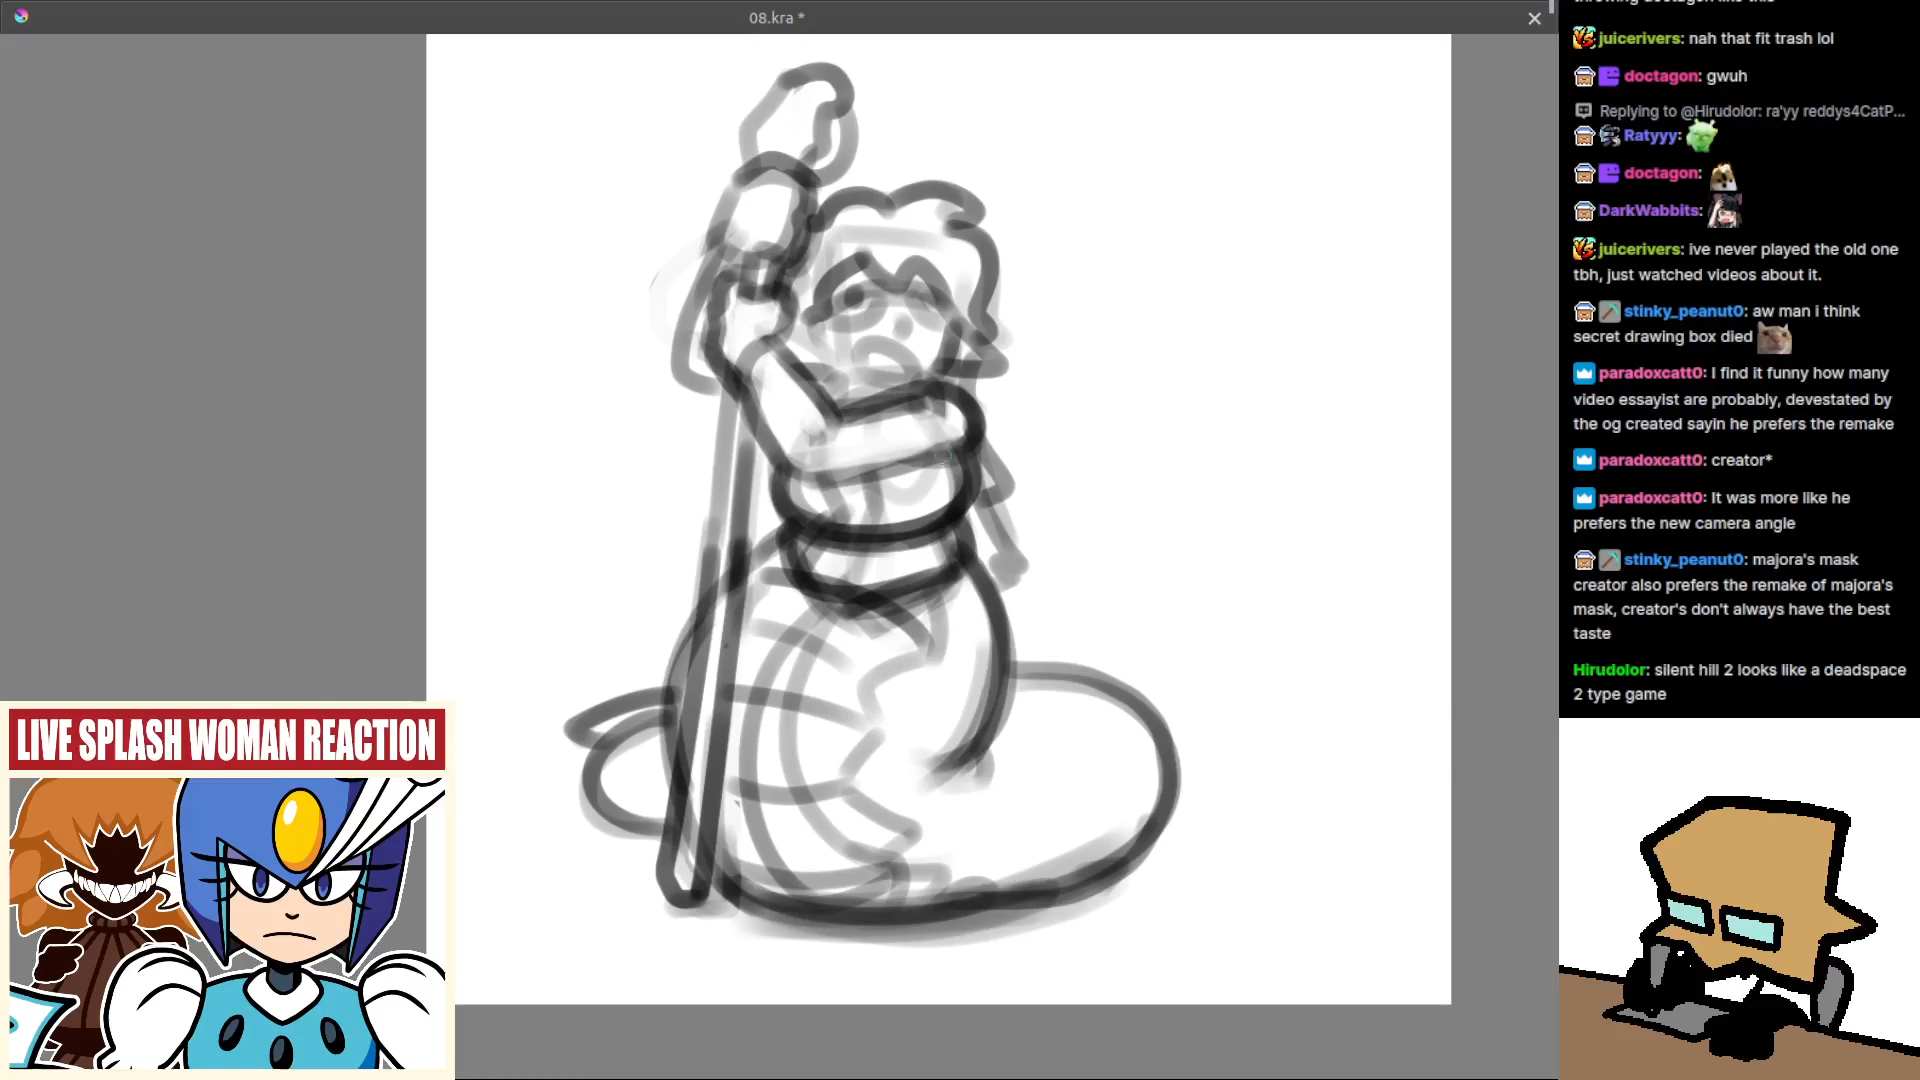 08.kra *
throwing doctagon like this
juicerivers: nah that fit trash lol
doctagon: gwuh
Replying to @Hirudolor: ra'yy reddys4CatP...
Ratyyy:
doctagon:
DarkWabbits:
juicerivers: ive never played the old one
tbh, just watched videos about it.
stinky_peanut0: aw man i think
secret drawing box died
paradoxcatt0: I find it funny how many
video essayist are probably, devestated by
the og created sayin he prefers the remake
paradoxcatt0: creator*
paradoxcatt0: It was more like he
prefers the new camera angle
stinky_peanut0: majora's mask
creator also prefers the remake of majora's
mask, creator's don't always have the best
taste
Hirudolor: silent hill 2 looks like a deadspace
2 type game
LIVE SPLASH WOMAN REACTION